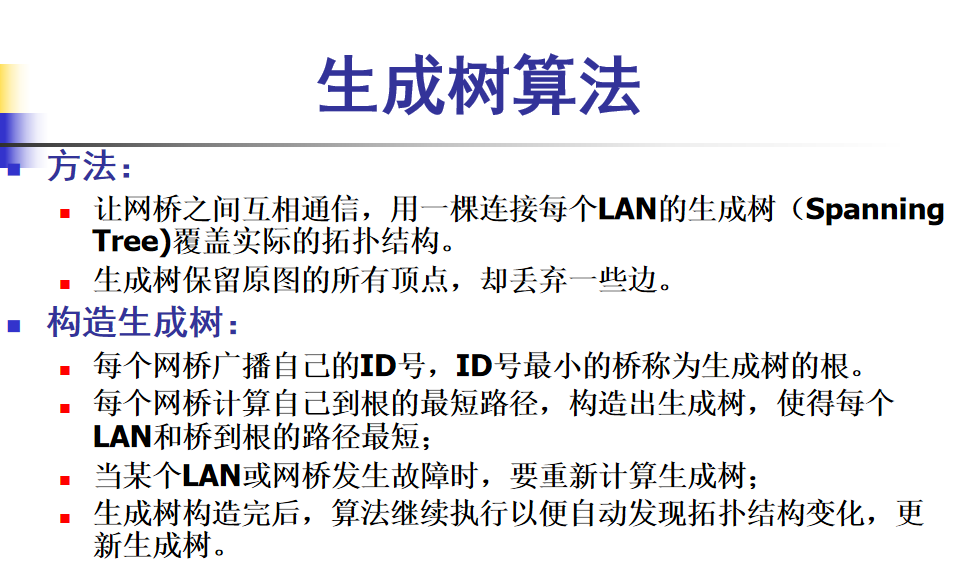 生成树算法
方法：
让网桥之间互相通信，用一棵连接每个LAN的生成树（Spanning
Tree)覆盖实际的拓扑结构。
生成树保留原图的所有顶点，却丢弃一些边。
构造生成树：
每个网桥广播自己的ID号，ID号最小的桥称为生成树的根。
每个网桥计算自己到根的最短路径，构造出生成树，使得每个
LAN和桥到根的路径最短；
当某个LAN或网桥发生故障时，要重新计算生成树；
生成树构造完后，算法继续执行以便自动发现拓扑结构变化，更
新生成树。